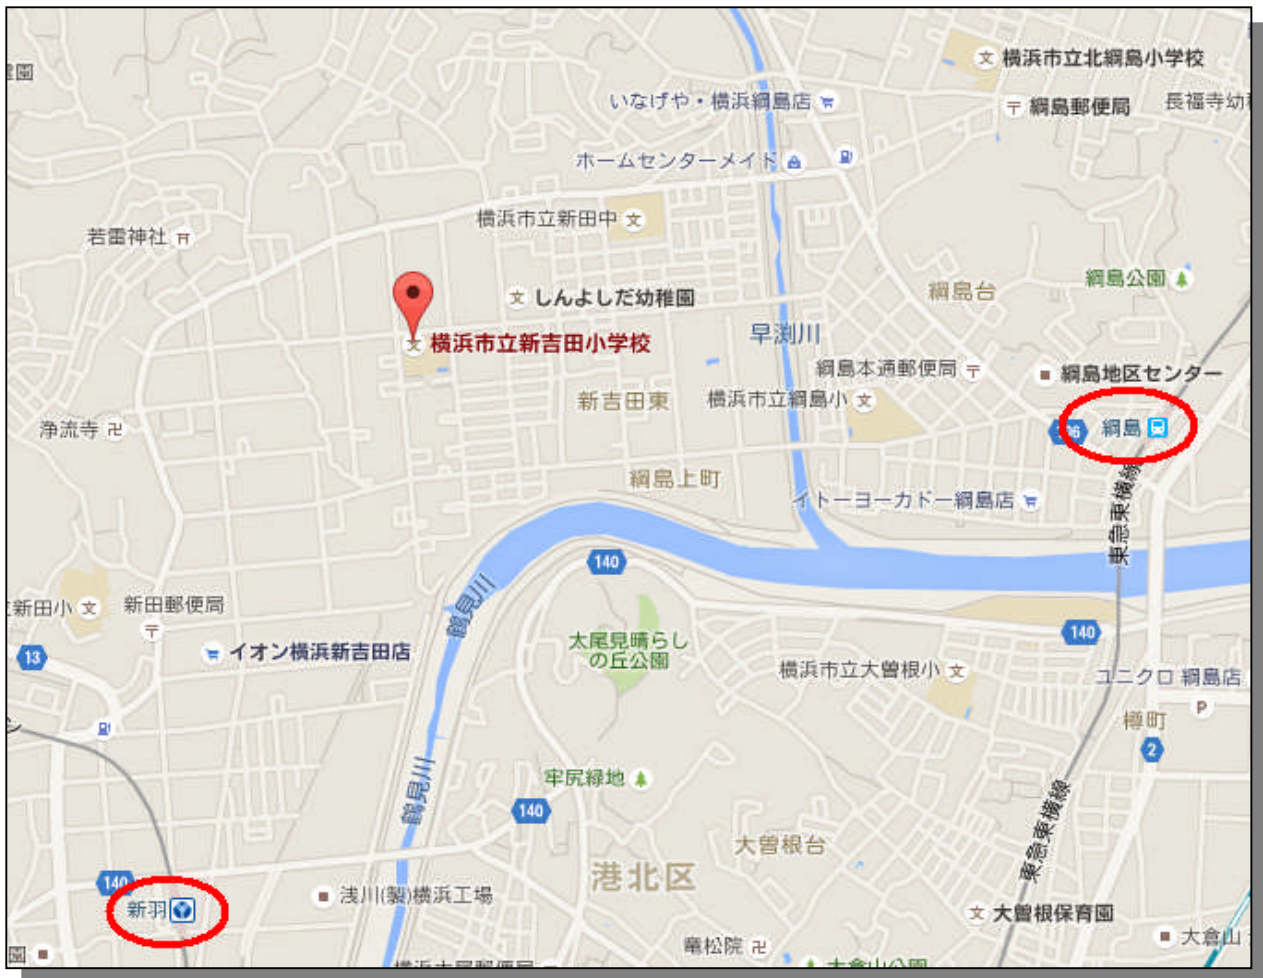 横浜市立北綱島小学校
いなげや・横浜綱島店
綱島郵便局
長福寺幼
ホームセンターメイト
横浜市立新田中
若雷神社
綱島公園
綱島台
しんよしだ幼稚園
早渕川
横浜市立新吉田小学校
綱島本通郵便局
綱島地区センター
新吉田東
横浜市立綱島小
浄流寺
綱島
綱島上町
イトーヨーカドー綱島店
東急東横線
140
鶴見川
新田小
新田郵便局
140
太尾見晴らし
の丘公園
13
イオン横浜新吉田店
横浜市立大曽根小
ユニクロ 綱島店
P
樽町
2
鶴見川
牢尻緑地
140
東急東横線
大曽根台
港北区
140
浅川(製)横浜工場
新羽
大曽根保育園
大倉山
竜松院
園